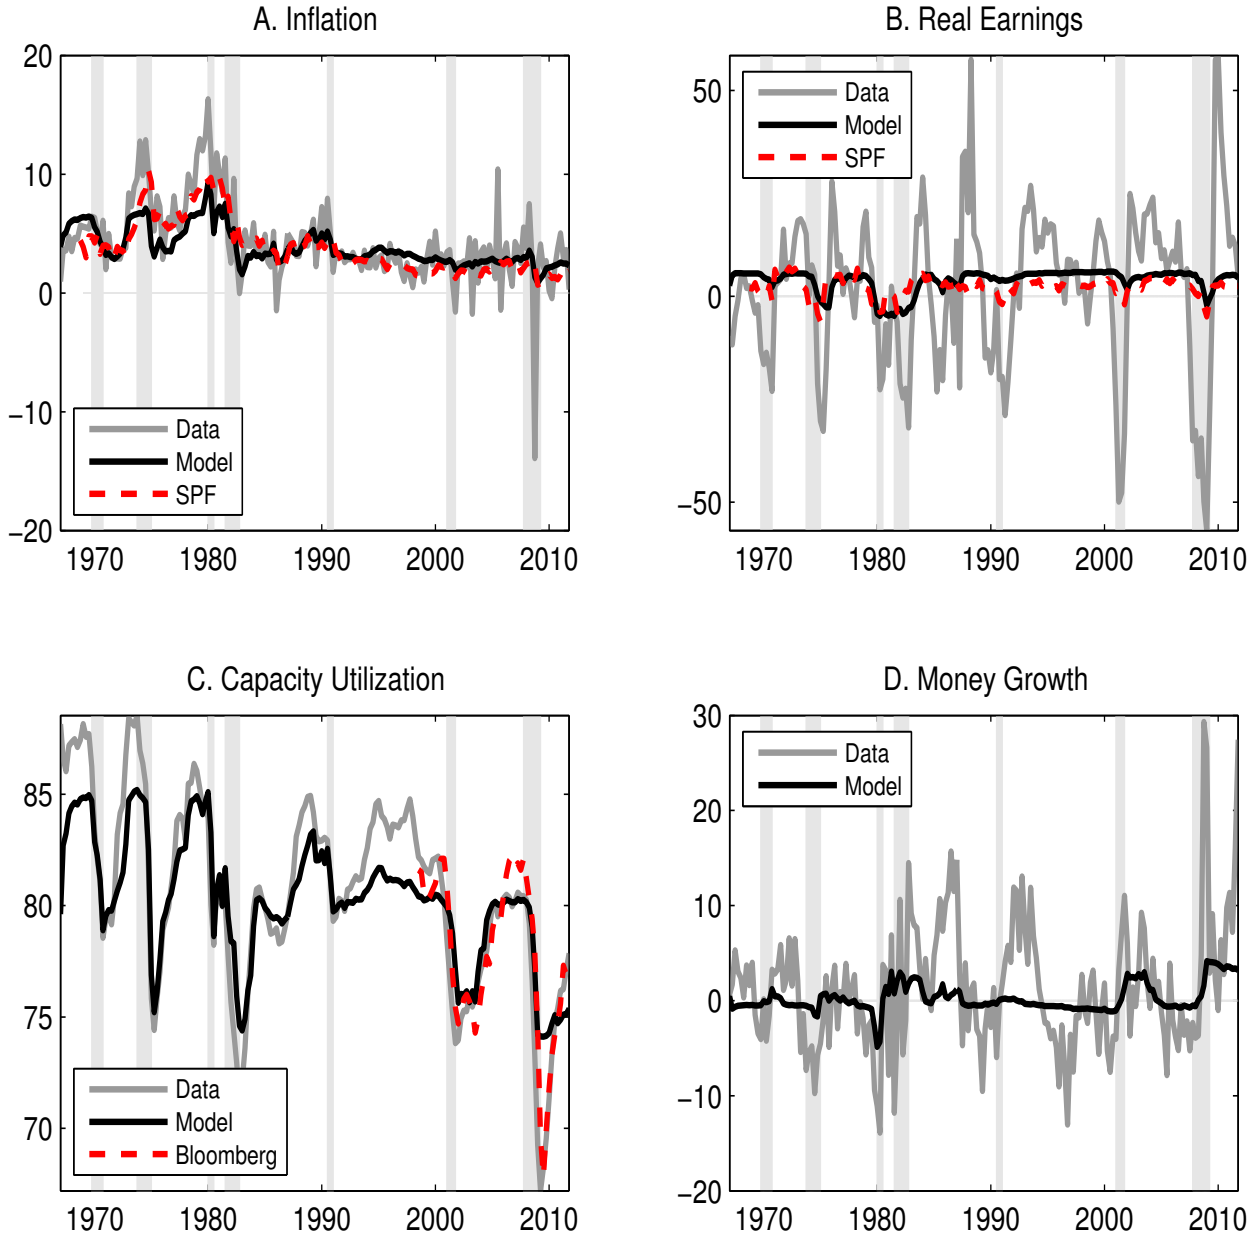 A. Inflation
20
10
0
−10
−20
Data
Model
SPF
1970 1980 1990 2000 2010
B. Real Earnings
50
0
−50
Data
Model
SPF
1970 1980 1990 2000 2010
C. Capacity Utilization
85
80
75
70
Data
Model
Bloomberg
1970 1980 1990 2000 2010
D. Money Growth
30
20
10
0
−10
−20
Data
Model
1970 1980 1990 2000 2010